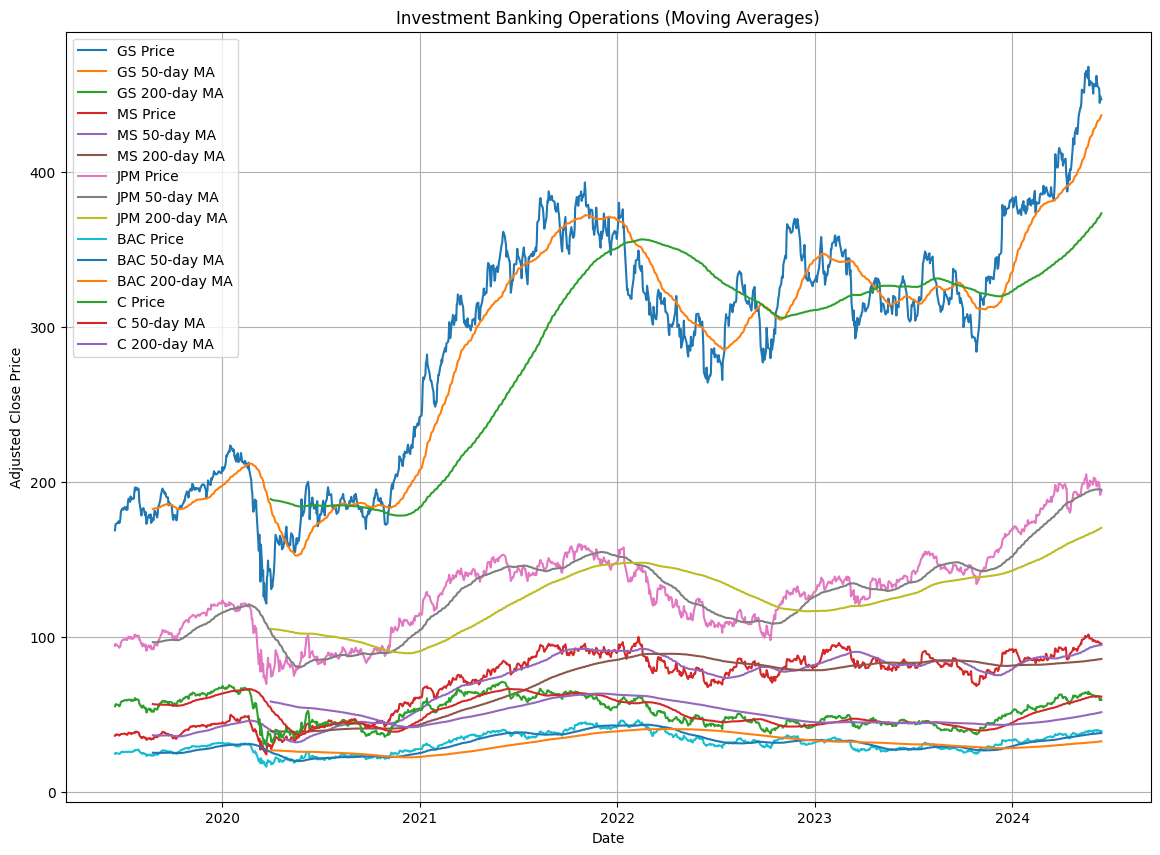 Investment Banking Operations (Moving Averages)
GS Price
GS 50-day MA
GS 200-day MA
MS Price
MS 50-day MA
MS 200-day MA
JPM Price
JPM 50-day MA
JPM 200-day MA
BAC Price
BAC 50-day MA
BAC 200-day MA
C Price
C 50-day MA
C 200-day MA
Adjusted Close Price
400
300
200
100
0
2020 2021 2022 2023 2024
Date